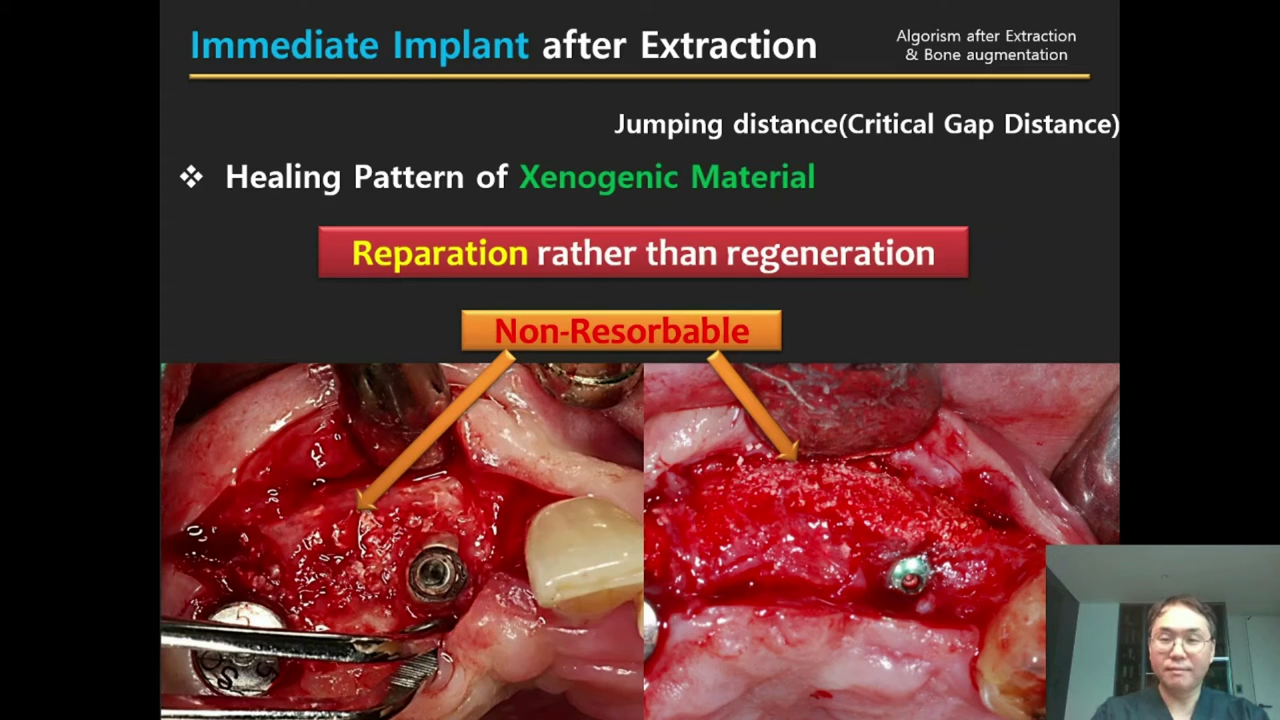 Immediate Implant after Extraction
Algorism after Extraction
& Bone augmentation
Jumping distance(Critical Gap Distance)
❖ Healing Pattern of Xenogenic Material
Reparation rather than regeneration
Non-Resorbable